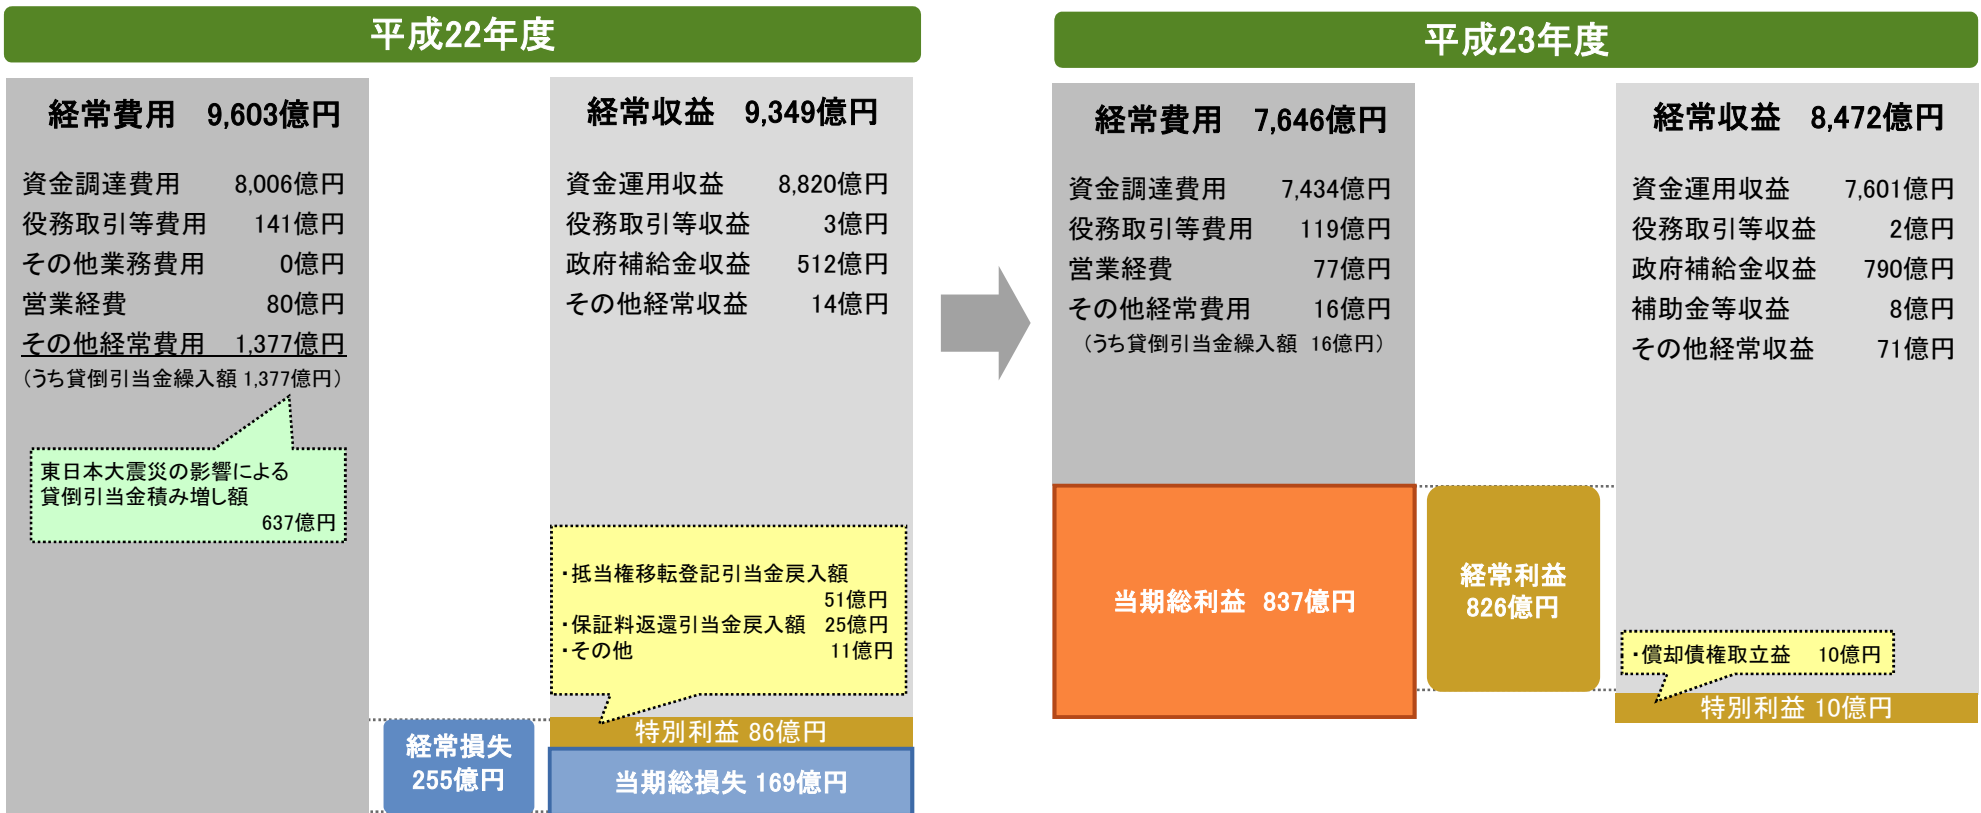 平成22年度
経常費用　9,603億円
資金調達費用　8,006億円
役務取引等費用　141億円
その他業務費用　0億円
営業経費　80億円
その他経常費用　1,377億円
（うち貸倒引当金繰入額 1,377億円）
東日本大震災の影響による
貸倒引当金積み増し額
637億円
経常損失
255億円
経常収益　9,349億円
資金運用収益　8,820億円
役務取引等収益　3億円
政府補給金収益　512億円
その他経常収益　14億円
・抵当権移転登記引当金戻入額
51億円
・保証料返還引当金戻入額　25億円
・その他　11億円
特別利益 86億円
当期総損失 169億円
平成23年度
経常費用　7,646億円
資金調達費用　7,434億円
役務取引等費用　119億円
営業経費　77億円
その他経常費用　16億円
（うち貸倒引当金繰入額 16億円）
当期総利益 837億円
経常利益
826億円
経常収益　8,472億円
資金運用収益　7,601億円
役務取引等収益　2億円
政府補給金収益　790億円
補助金等収益　8億円
その他経常収益　71億円
・償却債権取立益　10億円
特別利益 10億円